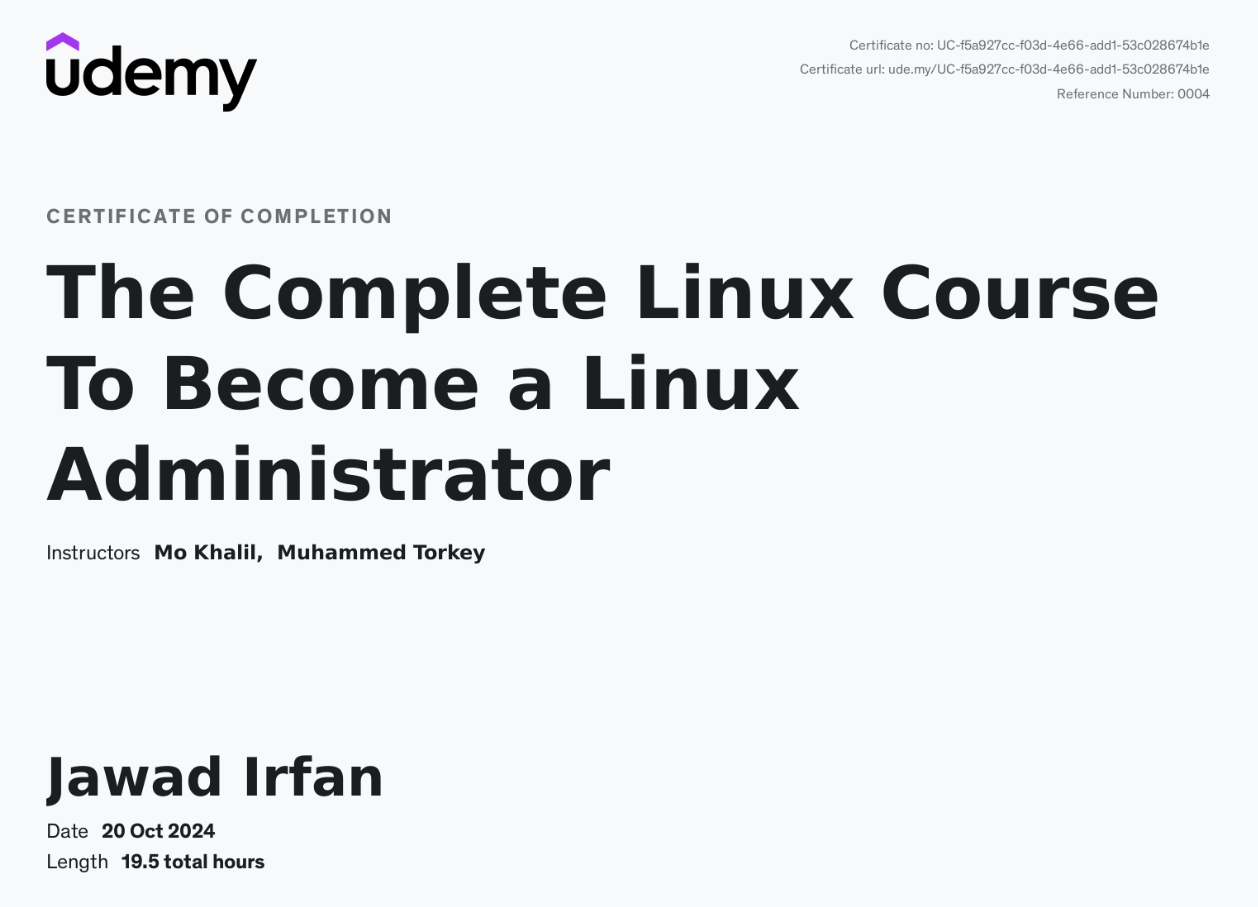 udemy
Certificate no: UC-f5a927cc-f03d-4e66-add1-53c028674b1e
Certificate url: ude.my/UC-f5a927cc-f03d-4e66-add1-53c028674b1e
Reference Number: 0004
CERTIFICATE OF COMPLETION
The Complete Linux Course
To Become a Linux
Administrator
Instructors Mo Khalil, Muhammed Torkey
Jawad Irfan
Date 20 Oct 2024
Length 19.5 total hours